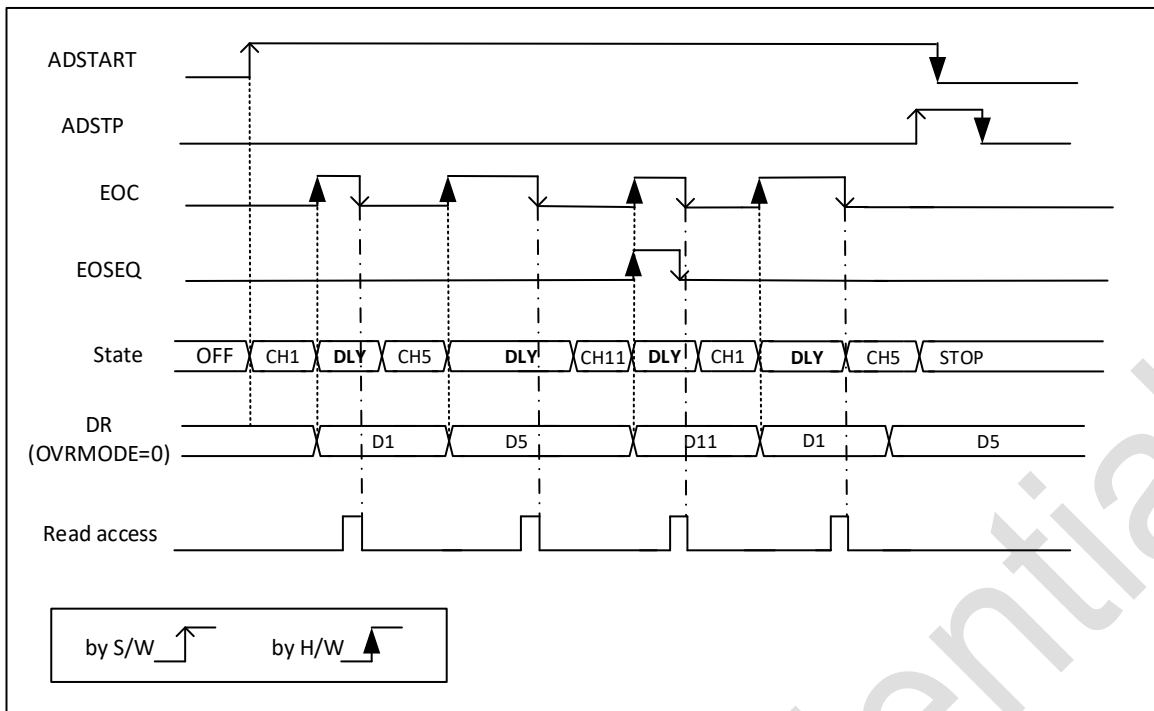 ADSTART
ADSTP
EOC
EOSEQ
State OFF CH1 DLY CH5 DLY CH11 DLY CH1 DLY CH5 STOP
DR
(OVRMODE=0) D1 D5 D11 D1 D5
Read access
by S/W by H/W